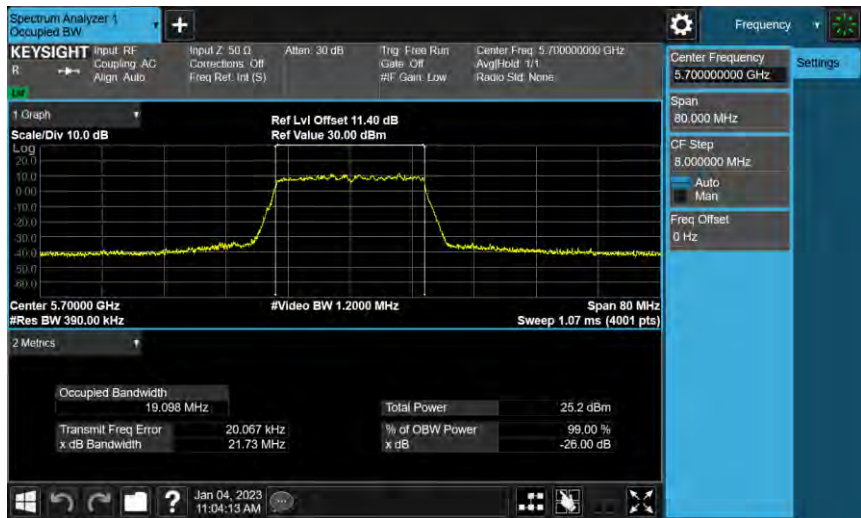 Spectrum Analyzer 1
Occupied BW
Frequency
KEYSIGHT
R
Input: RF
Coupling: AC
Align: Auto
Input Z: 50 Ω
Corrections: Off
Freq Ref: Int (S)
Atten: 30 dB
Trig: Free Run
Gate: Off
#IF Gain: Low
Center Freq: 5.700000000 GHz
Avg|Hold: 1/1
Radio Std: None
Center Frequency
5.700000000 GHz
Settings
Span
80.000 MHz
CF Step
8.000000 MHz
Auto
Man
Freq Offset
0 Hz
1 Graph
Scale/Div 10.0 dB
Ref Lvl Offset 11.40 dB
Ref Value 30.00 dBm
Log
20.0
10.0
0.00
-10.0
-20.0
-30.0
-40.0
-50.0
-60.0
Center 5.70000 GHz
#Res BW 390.00 kHz
#Video BW 1.2000 MHz
Span 80 MHz
Sweep 1.07 ms (4001 pts)
2 Metrics
Occupied Bandwidth
19.098 MHz
Transmit Freq Error 20.067 kHz
x dB Bandwidth 21.73 MHz
Total Power 25.2 dBm
% of OBW Power 99.00 %
x dB -26.00 dB
Jan 04, 2023
11:04:13 AM